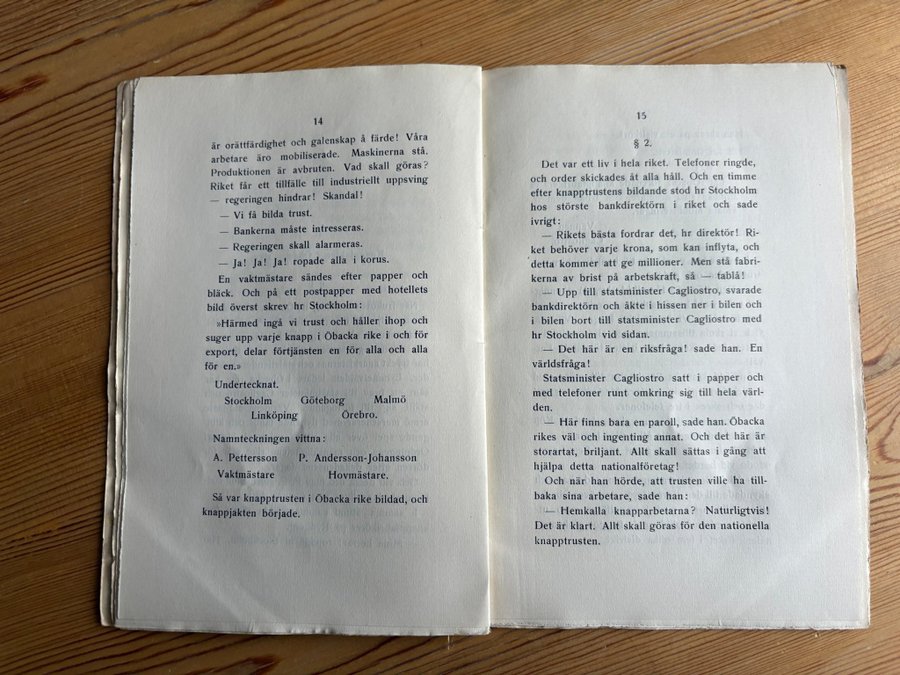 14
är orättfärdighet och galenskap å färde! Våra
arbetare äro mobiliserade. Maskinerna stå.
Produktionen är avbruten. Vad skall göras?
Riket får ett tillfälle till industriellt uppsving
— regeringen hindrar! Skandal!
— Vi få bilda trust.
— Bankerna måste intresseras.
— Regeringen skall alarmeras.
— Ja! Ja! Ja! ropade alla i korus.
En vaktmästare sändes efter papper och
bläck. Och på ett postpapper med hotellets
bild överst skrev hr Stockholm:
»Härmed ingå vi trust och håller ihop och
suger upp varje knapp i Öbacka rike i och för
export, delar förtjänsten en för alla och alla
för en.»
Undertecknat.
Stockholm Göteborg Malmö
Linköping Örebro.
Namnteckningen vittna:
A. Pettersson P. Andersson-Johansson
Vaktmästare Hovmästare.
Så var knapptrusten i Öbacka rike bildad, och
knappjakten började.
15
§ 2.
Det var ett liv i hela riket. Telefoner ringde,
och order skickades åt alla håll. Och en timme
efter knapptrustens bildande stod hr Stockholm
hos störste bankdirektörn i riket och sade
ivrigt:
— Rikets bästa fordrar det, hr direktör! Ri-
ket behöver varje krona, som kan inflyta, och
detta kommer att ge millioner. Men stå fabri-
kerna av brist på arbetskraft, så — tablå!
— Upp till statsminister Cagliostro, svarade
bankdirektörn och åkte i hissen ner i bilen och
i bilen bort till statsminister Cagliostro med
hr Stockholm vid sidan.
— Det här är en riksfråga! sade han. En
världsfråga!
Statsminister Cagliostro satt i papper och
med telefoner runt omkring sig till hela värl-
den.
— Här finns bara en paroll, sade han. Öbacka
rikes väl och ingenting annat. Och det här är
storartat, briljant. Allt skall sättas i gång att
hjälpa detta nationalföretag!
Och när han hörde, att trusten ville ha till-
baka sina arbetare, sade han:
— Hemkalla knapparbetarna? Naturligtvis!
Det är klart. Allt skall göras för den nationella
knapptrusten.